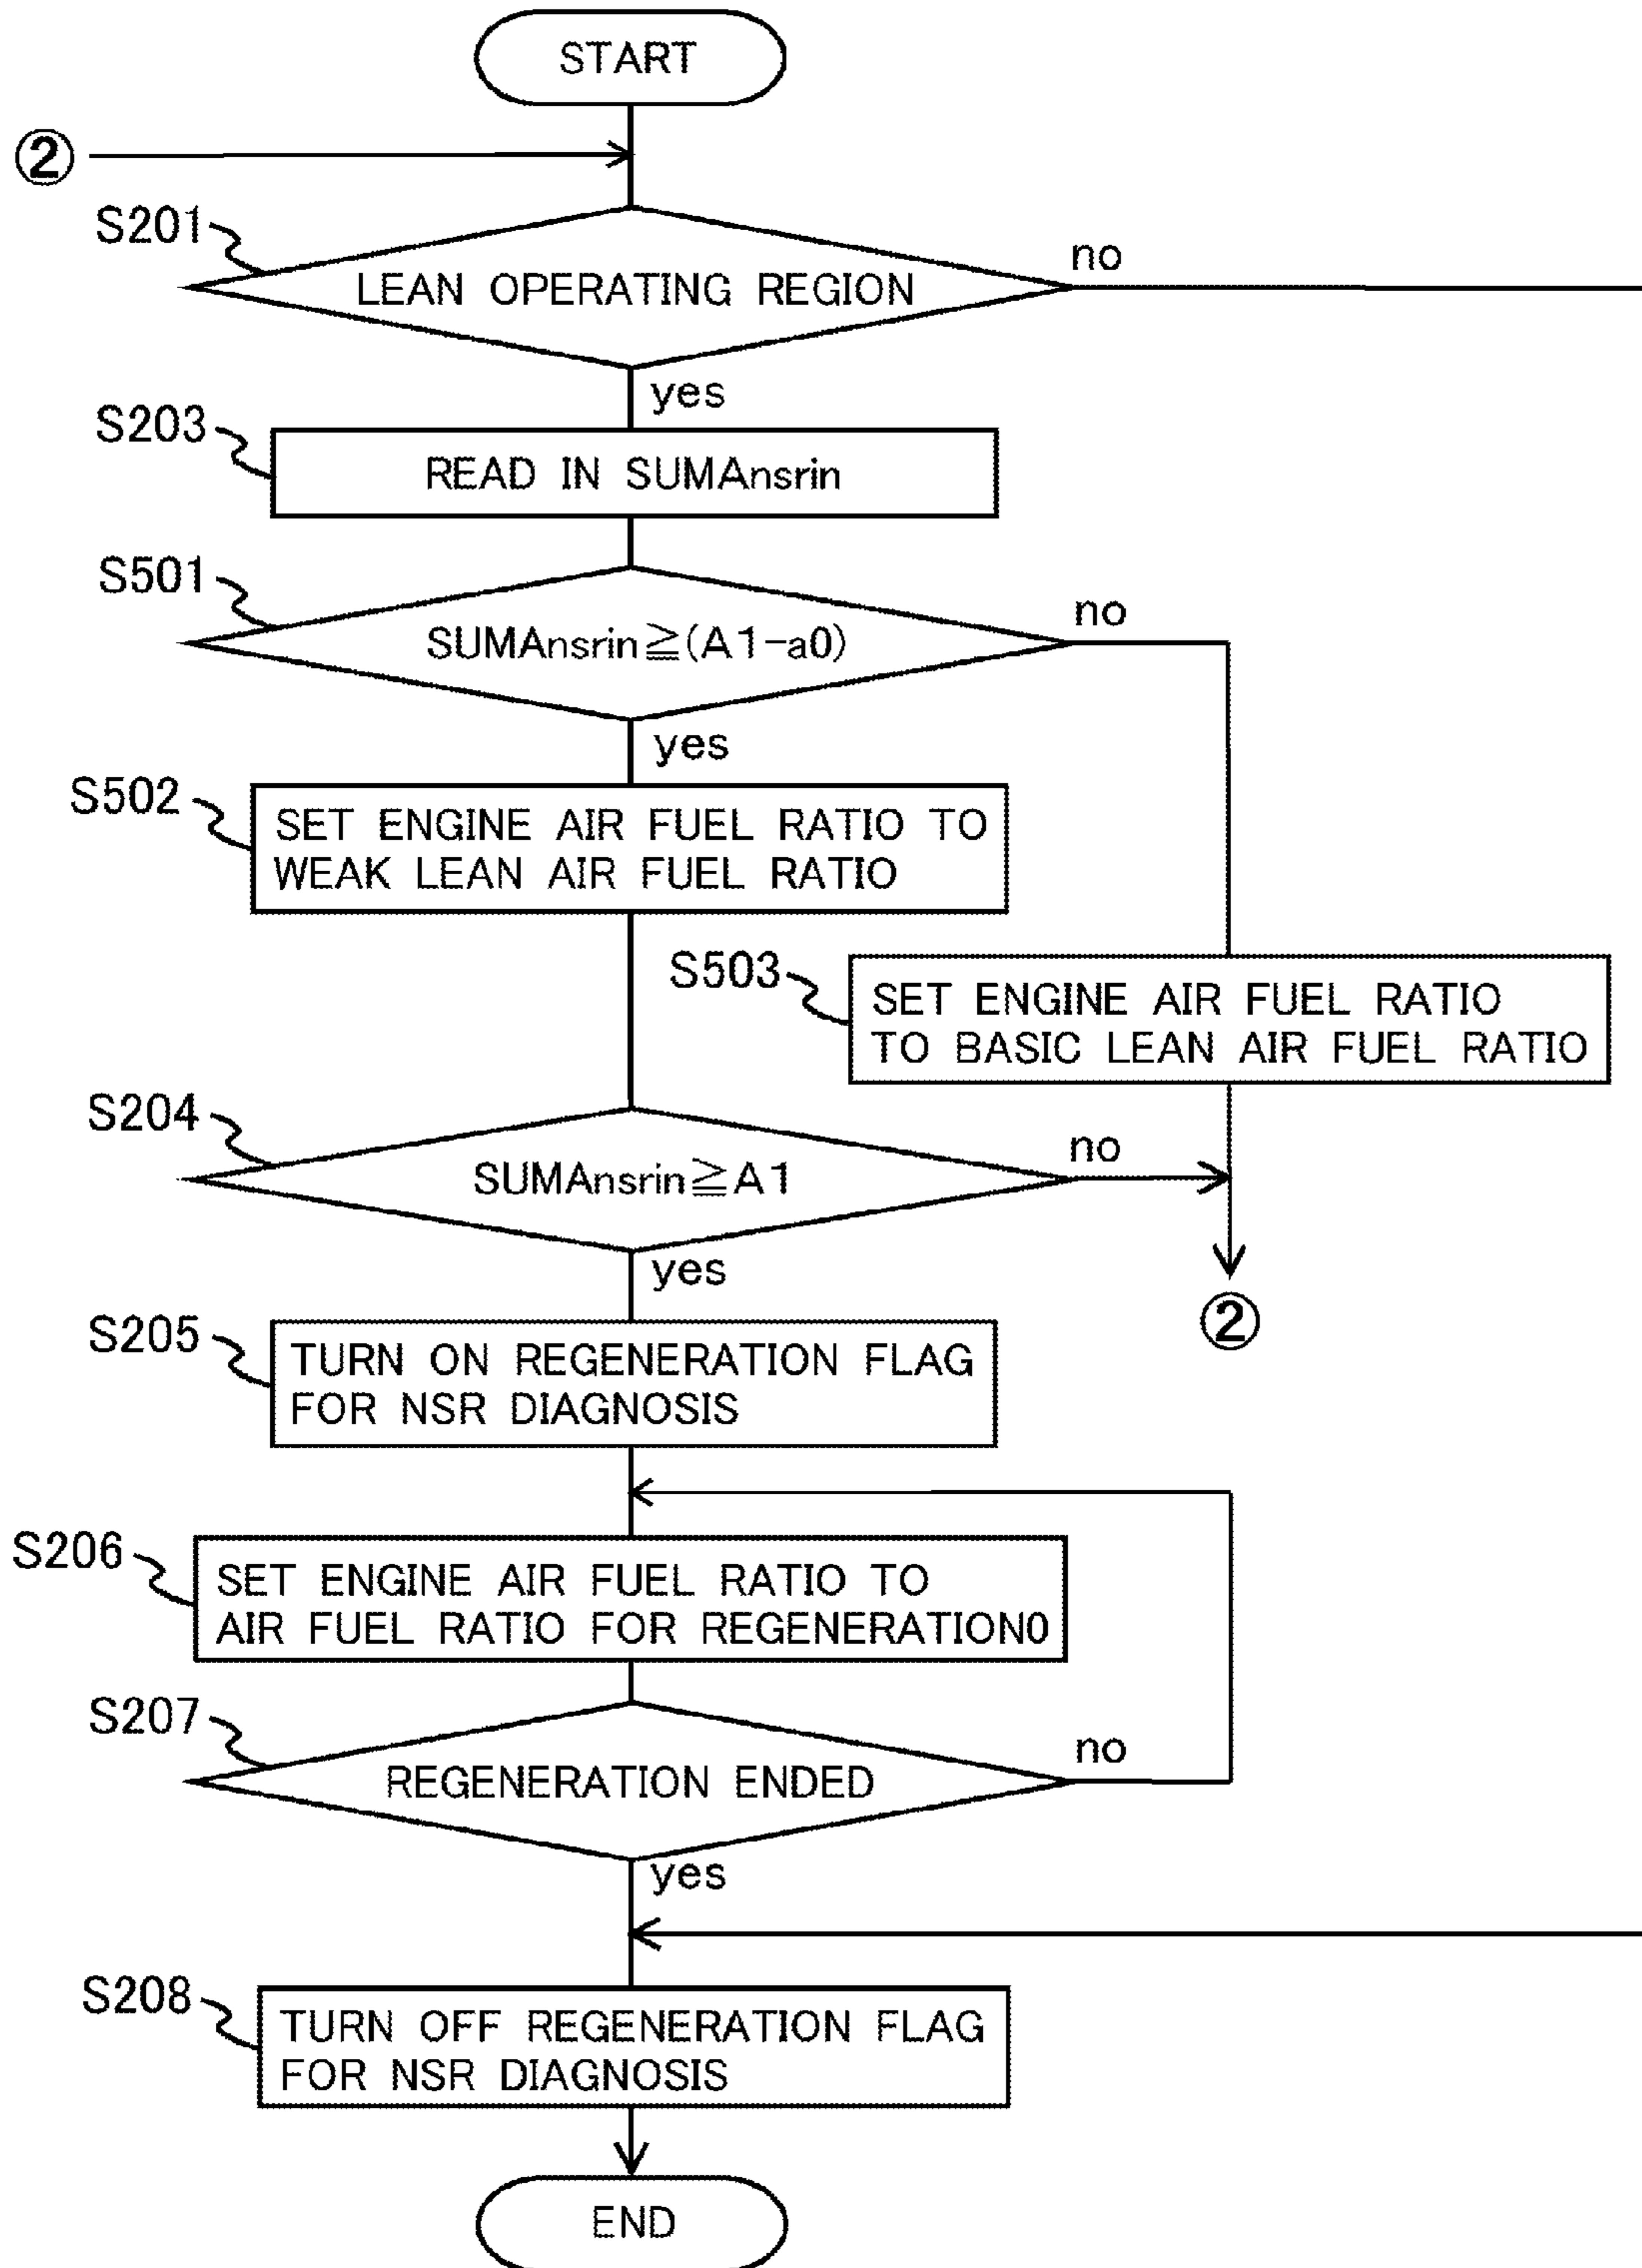 START
②
S201
LEAN OPERATING REGION
no
yes
S203
READ IN SUMAnsrin
S501
SUMAnsrin≧(A1-a0)
no
yes
S502
SET ENGINE AIR FUEL RATIO TO
WEAK LEAN AIR FUEL RATIO
S503
SET ENGINE AIR FUEL RATIO
TO BASIC LEAN AIR FUEL RATIO
S204
SUMAnsrin≧A1
no
yes
②
S205
TURN ON REGENERATION FLAG
FOR NSR DIAGNOSIS
S206
SET ENGINE AIR FUEL RATIO TO
AIR FUEL RATIO FOR REGENERATION0
S207
REGENERATION ENDED
no
yes
S208
TURN OFF REGENERATION FLAG
FOR NSR DIAGNOSIS
END